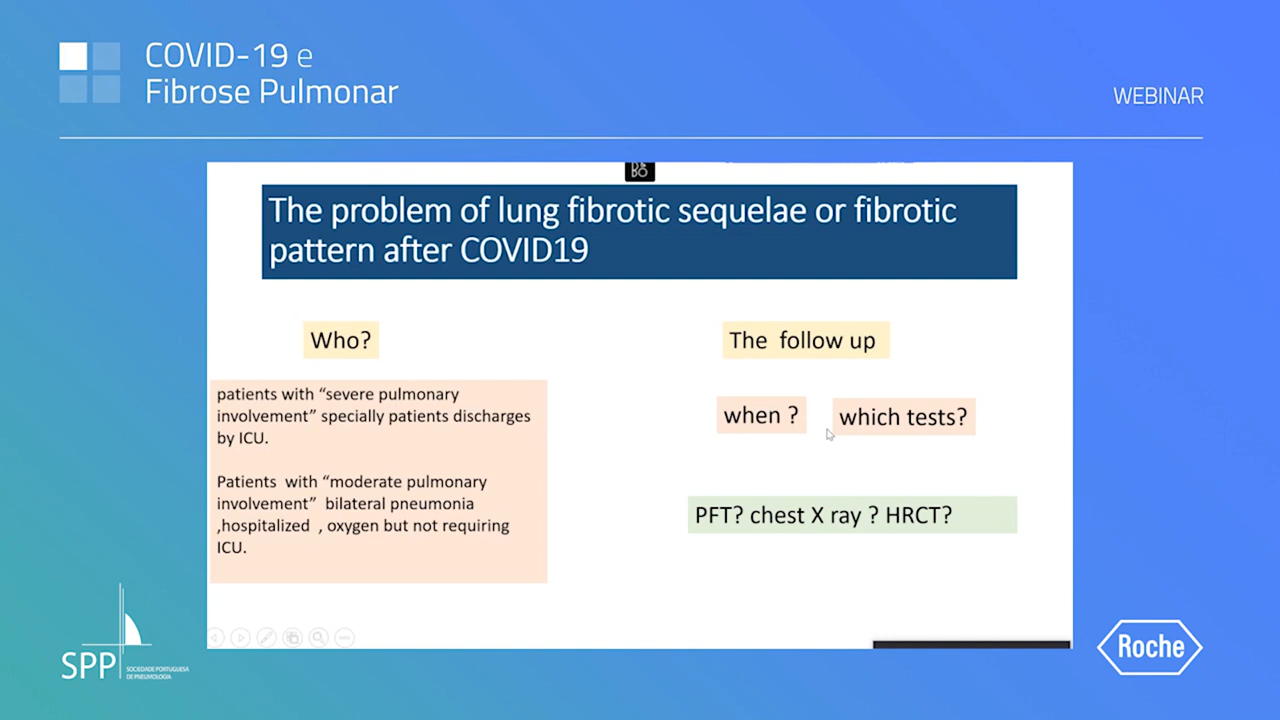 COVID-19 e
Fibrose Pulmonar
WEBINAR
The problem of lung fibrotic sequelae or fibrotic
pattern after COVID19
Who?
patients with “severe pulmonary
involvement” specially patients discharges
by ICU.
Patients with “moderate pulmonary
involvement” bilateral pneumonia
,hospitalized , oxygen but not requiring
ICU.
The follow up
when ?
which tests?
PFT? chest X ray ? HRCT?
SPP
SOCIEDADE PORTUGUESA
DE PNEUMOLOGIA
Roche